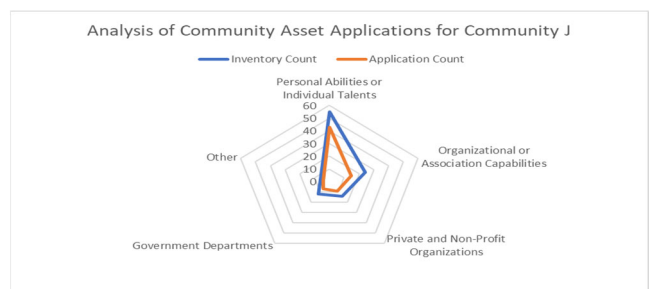 Analysis of Community Asset Applications for Community J
Inventory Count
Application Count
Personal Abilities or
Individual Talents
60
50
40
30
20
10
0
Organizational or
Association Capabilities
Other
Private and Non-Profit
Organizations
Government Departments